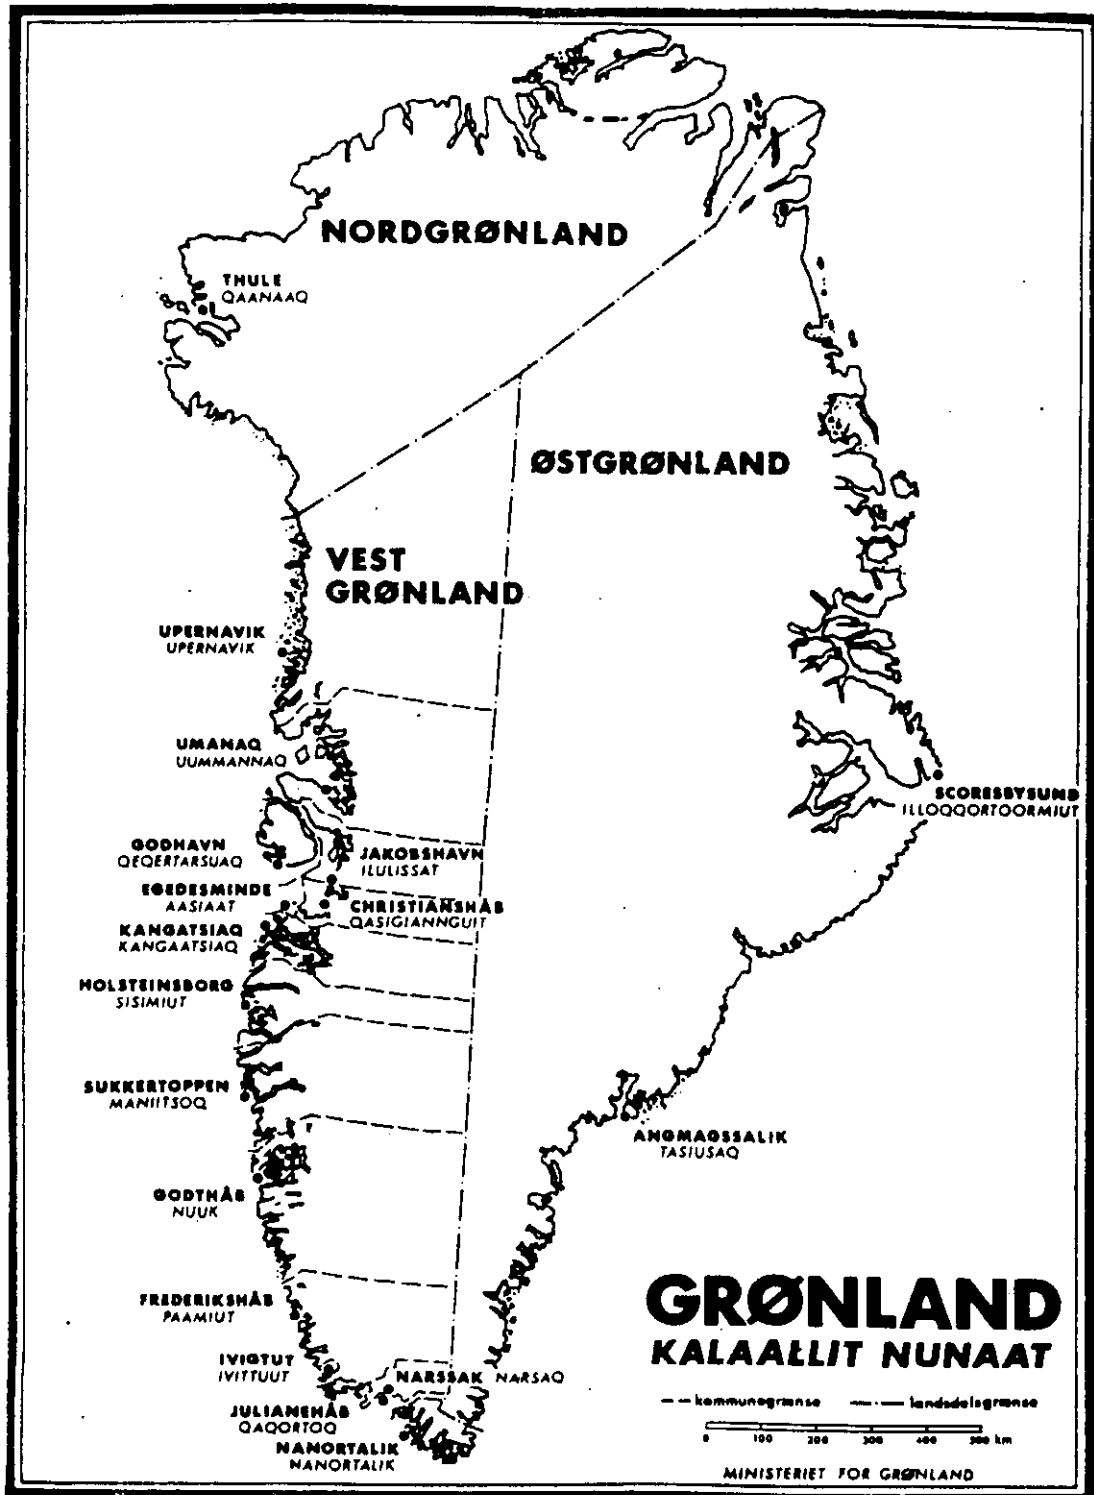 NORDGRØNLAND
THULE
QAANAAQ
ØSTGRØNLAND
VEST
GRØNLAND
UPERNAVIK
UPERNAVIK
UMANAQ
UUMMANNAQ
SCORESBYSUND
ILLOQQORTOORMIUT
GODHAVN
QEQERTARSUAQ
JAKOBSHAVN
ILULISSAT
EGEDESMINDE
AASIAAT
CHRISTIANSHÅB
QASIGIANNGUIT
KANGATSIAQ
KANGAATSIAQ
HOLSTEINSBORG
SISIMIUT
SUKKERTOPPEN
MANIITSOQ
ANGMAGSSALIK
TASIUSAQ
GODTHÅB
NUUK
FREDERIKSHÅB
PAAMIUT
IVIGTUT
IVITTUUT
NARSSAK NARSAQ
JULIANEHÅB
QAQORTOQ
NANORTALIK
NANORTALIK
GRØNLAND
KALAALLIT NUNAAT
kommunegrænse landsdelsgrænse
0 100 200 300 400 500 km
MINISTERIET FOR GRØNLAND